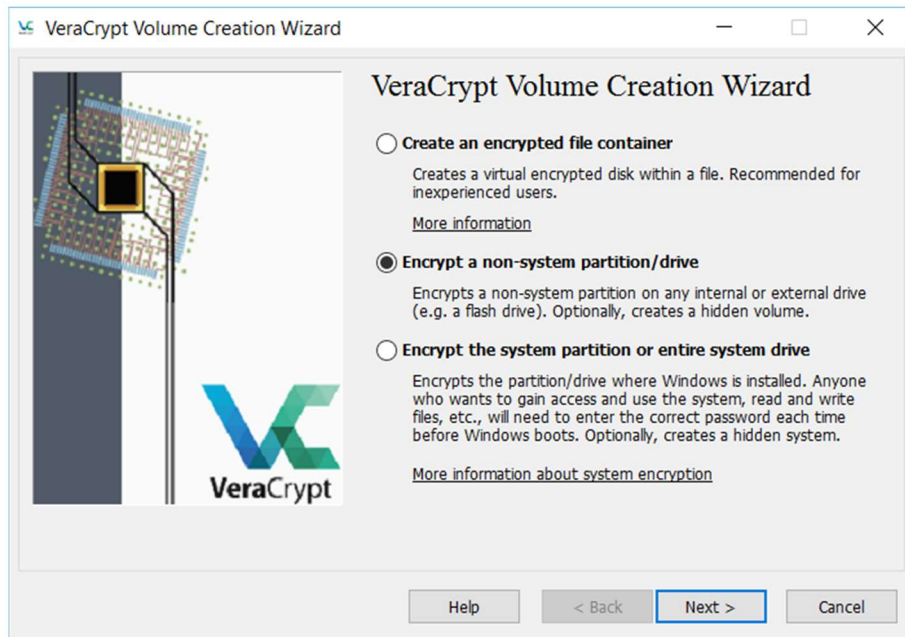 VeraCrypt Volume Creation Wizard
VeraCrypt Volume Creation Wizard
Create an encrypted file container
Creates a virtual encrypted disk within a file. Recommended for
inexperienced users.
More information
Encrypt a non-system partition/drive
Encrypts a non-system partition on any internal or external drive
(e.g. a flash drive). Optionally, creates a hidden volume.
Encrypt the system partition or entire system drive
Encrypts the partition/drive where Windows is installed. Anyone
who wants to gain access and use the system, read and write
files, etc., will need to enter the correct password each time
before Windows boots. Optionally, creates a hidden system.
More information about system encryption
VeraCrypt
Help < Back Next > Cancel